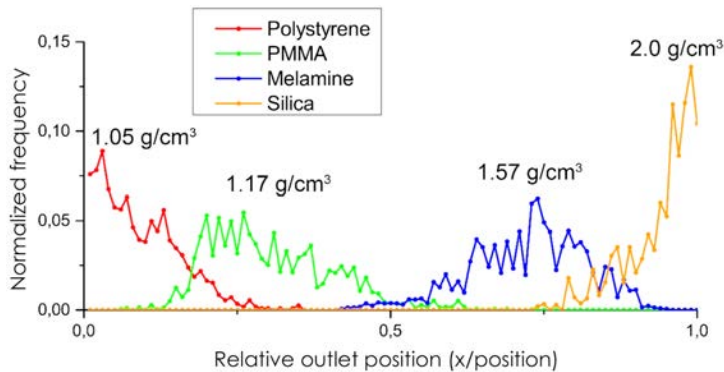 Polystyrene
PMMA
Melamine
Silica
2.0 g/cm³
1.05 g/cm³
1.17 g/cm³
1.57 g/cm³
Normalized frequency
0,15
0,10
0,05
0,00
0,0
0,5
1,0
Relative outlet position (x/position)